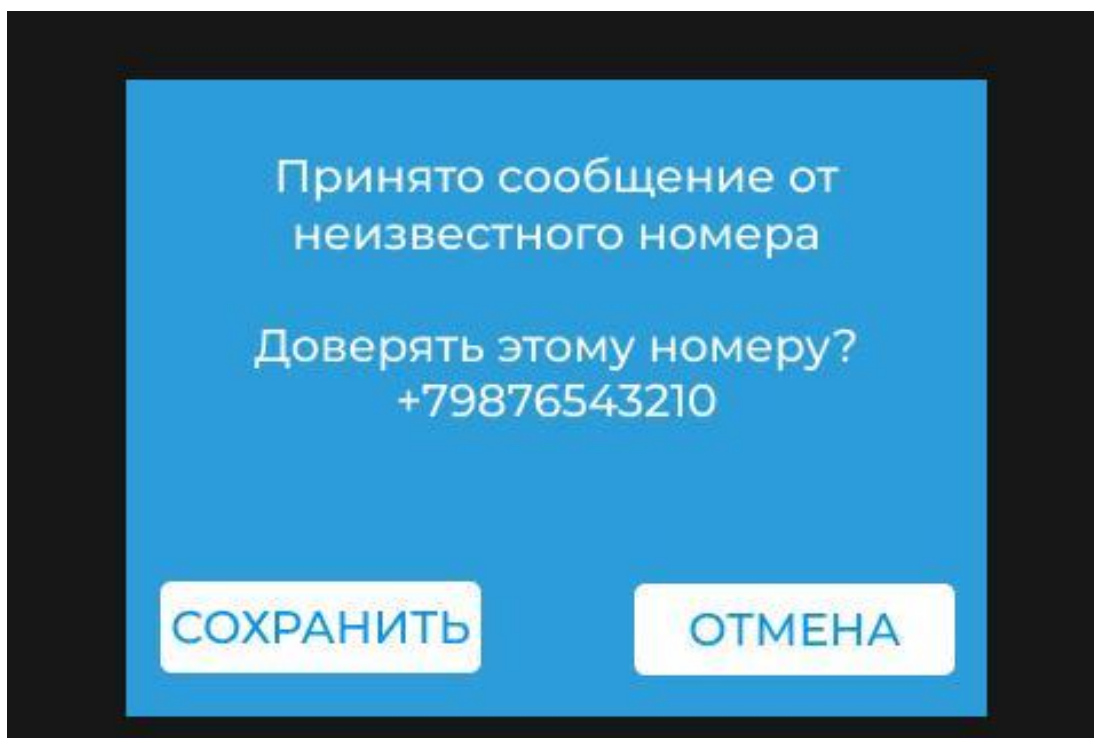 Принято сообщение от
неизвестного номера
Доверять этому номеру?
+79876543210
СОХРАНИТЬ
ОТМЕНА